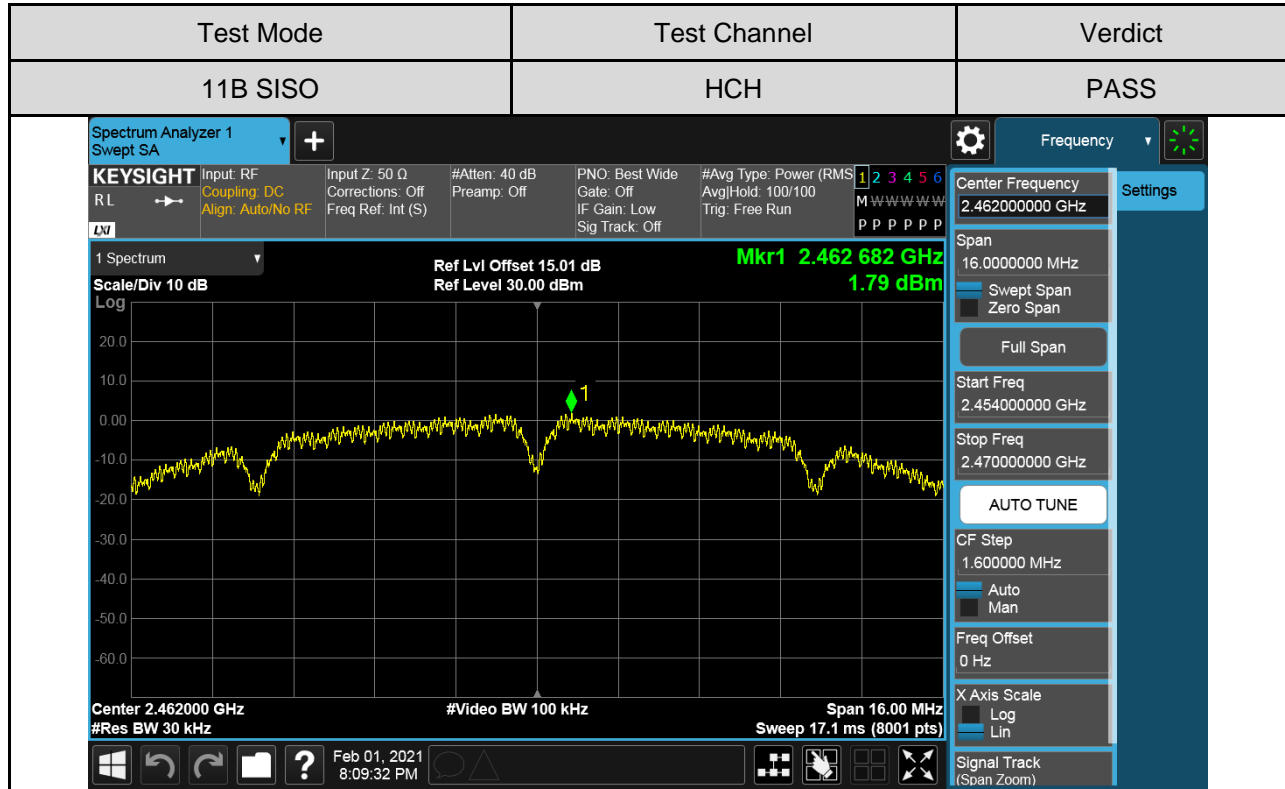 Test Mode Test Channel Verdict
11B SISO HCH PASS
Spectrum Analyzer 1
Swept SA
+
Frequency
KEYSIGHT
R L
LXI
Input: RF
Coupling: DC
Align: Auto/No RF
Input Z: 50 Ω
Corrections: Off
Freq Ref: Int (S)
#Atten: 40 dB
Preamp: Off
PNO: Best Wide
Gate: Off
IF Gain: Low
Sig Track: Off
#Avg Type: Power (RMS
Avg|Hold: 100/100
Trig: Free Run
1 2 3 4 5 6
M W W W W W
P P P P P P
1 Spectrum
Scale/Div 10 dB
Log
Ref Lvl Offset 15.01 dB
Ref Level 30.00 dBm
Mkr1 2.462 682 GHz
1.79 dBm
20.0
10.0
0.00
-10.0
-20.0
-30.0
-40.0
-50.0
-60.0
1
Center 2.462000 GHz
#Res BW 30 kHz
#Video BW 100 kHz
Span 16.00 MHz
Sweep 17.1 ms (8001 pts)
Center Frequency
2.462000000 GHz
Settings
Span
16.0000000 MHz
Swept Span
Zero Span
Full Span
Start Freq
2.454000000 GHz
Stop Freq
2.470000000 GHz
AUTO TUNE
CF Step
1.600000 MHz
Auto
Man
Freq Offset
0 Hz
X Axis Scale
Log
Lin
Signal Track
(Span Zoom)
?
Feb 01, 2021
8:09:32 PM